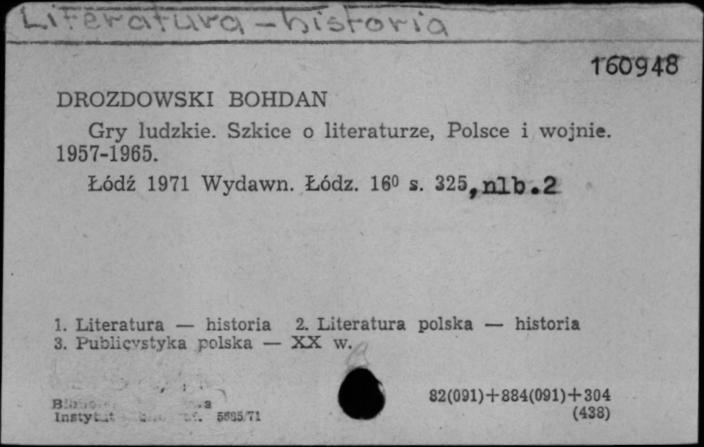 Literatura - historia
160948
DROZDOWSKI BOHDAN
Gry ludzkie. Szkice o literaturze, Polsce i wojnie.
1957-1965.
Łódź 1971 Wydawn. Łódz. 16⁰ s. 325, nlb.2
1. Literatura — historia 2. Literatura polska — historia
3. Publicystyka polska — XX w.
82(091)+884(091)+304
(438)
5685/71